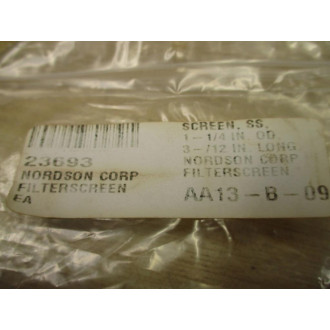 23693
NORDSON CORP
FILTERSCREEN
EA
SCREEN, SS,
1-1/4 IN. OD
3-/12 IN. LONG
NORDSON CORP
FILTERSCREEN
AA13-B-09